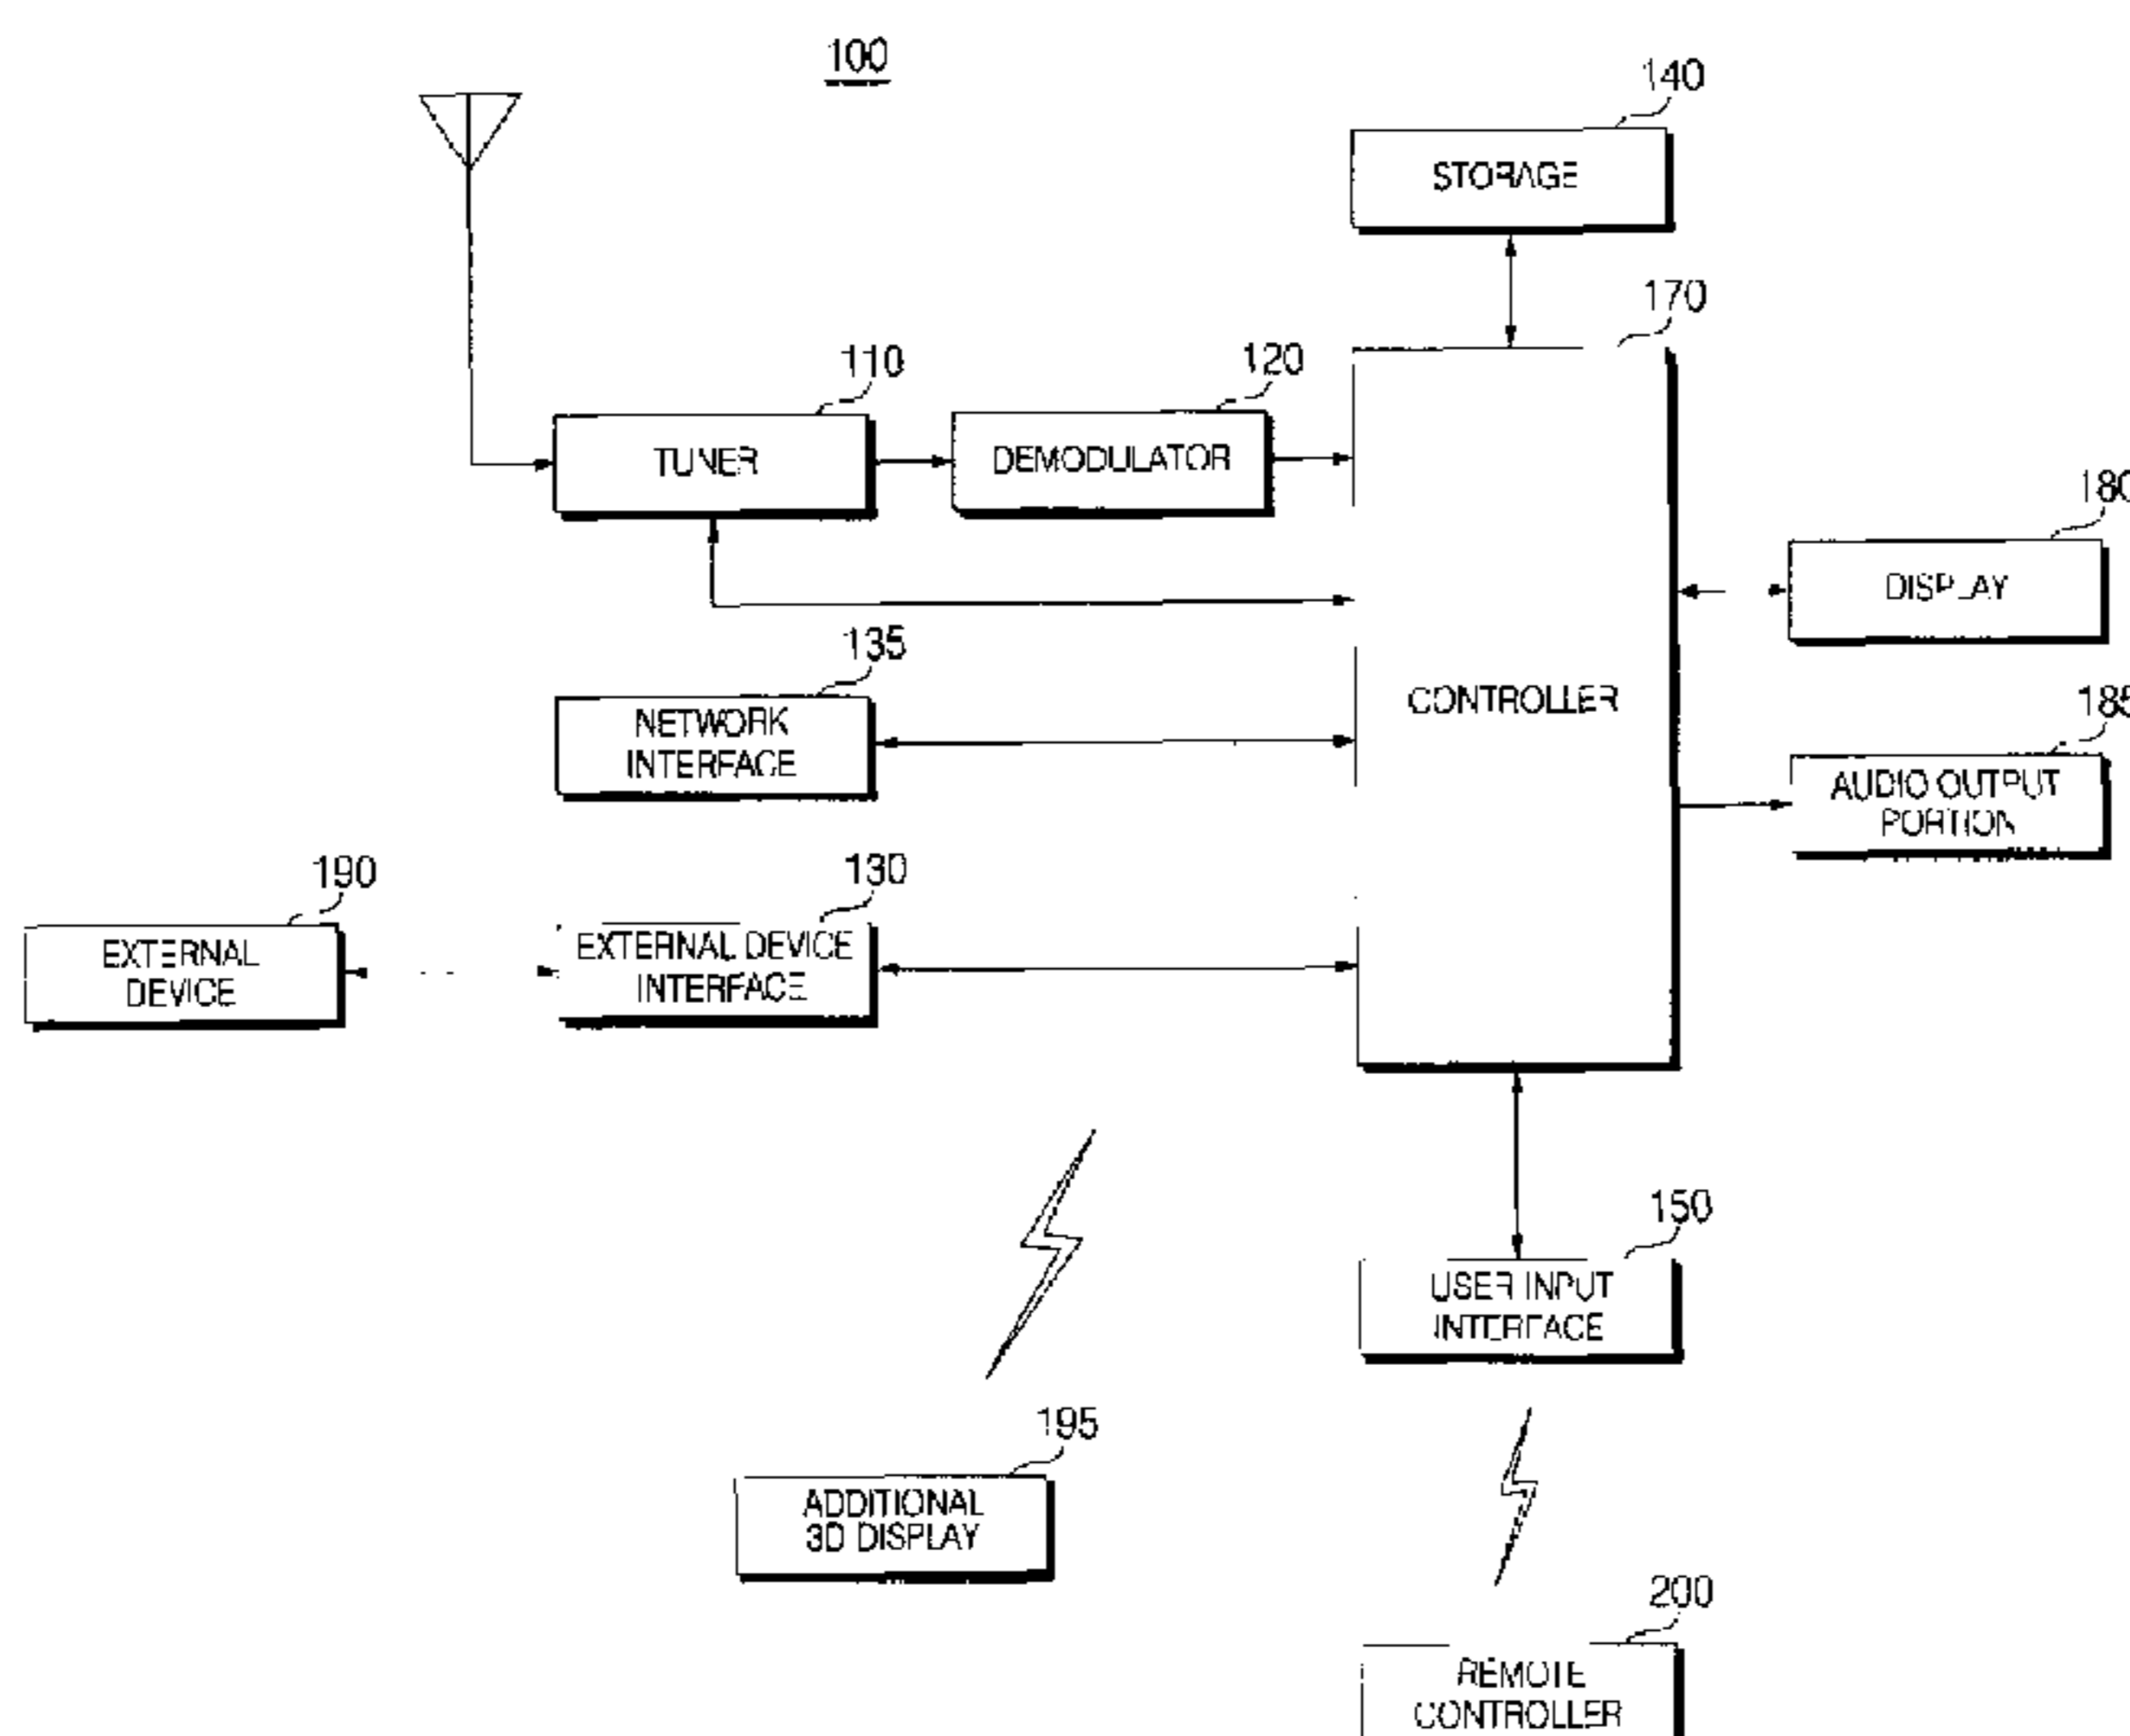 100
140
STORAGE
170
110
120
TUNER
DEMODULATOR
180
DISPLAY
135
NETWORK
INTERFACE
CONTROLLER
185
AUDIO OUTPUT
PORTION
190
130
EXTERNAL
DEVICE
EXTERNAL DEVICE
INTERFACE
150
USER INPUT
INTERFACE
195
ADDITIONAL
3D DISPLAY
200
REMOTE
CONTROLLER